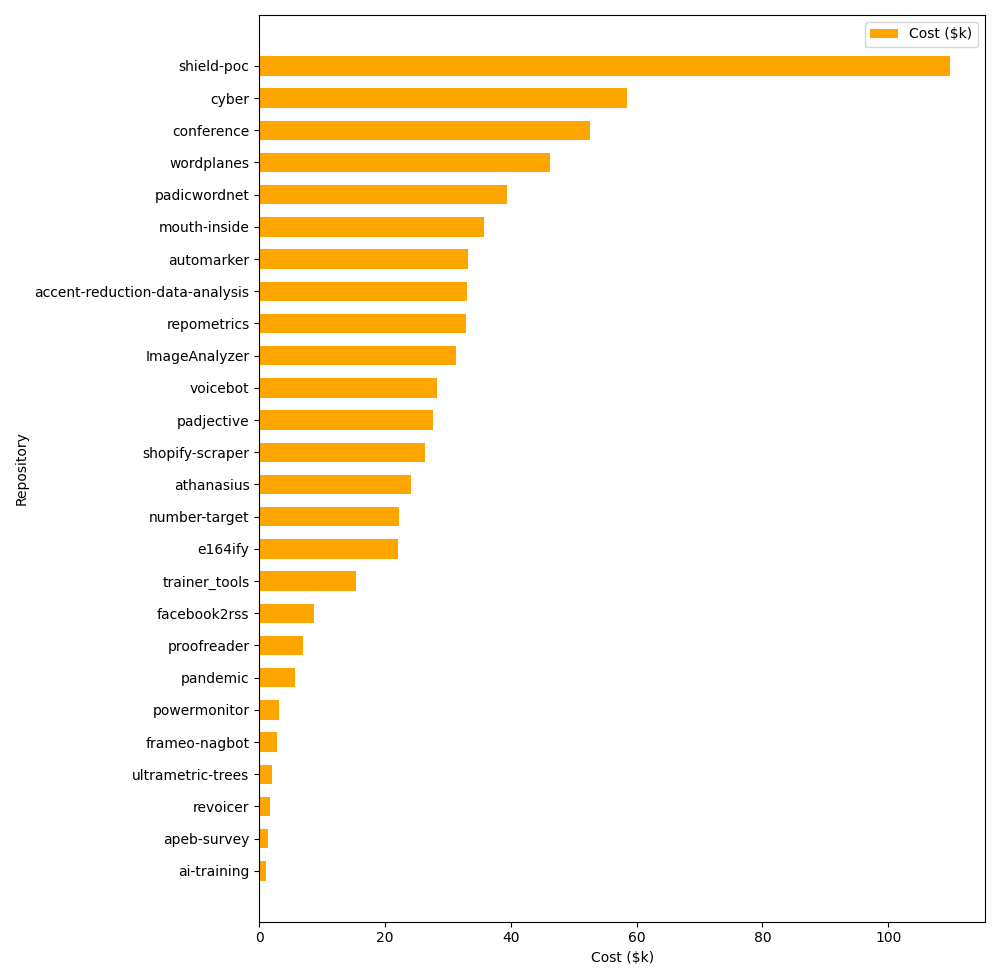 Cost ($k)
shield-poc
cyber
conference
wordplanes
padicwordnet
mouth-inside
automarker
accent-reduction-data-analysis
repometrics
ImageAnalyzer
voicebot
padjective
shopify-scraper
athanasius
number-target
e164ify
trainer_tools
facebook2rss
proofreader
pandemic
powermonitor
frameo-nagbot
ultrametric-trees
revoicer
apeb-survey
ai-training
Repository
0 20 40 60 80 100
Cost ($k)